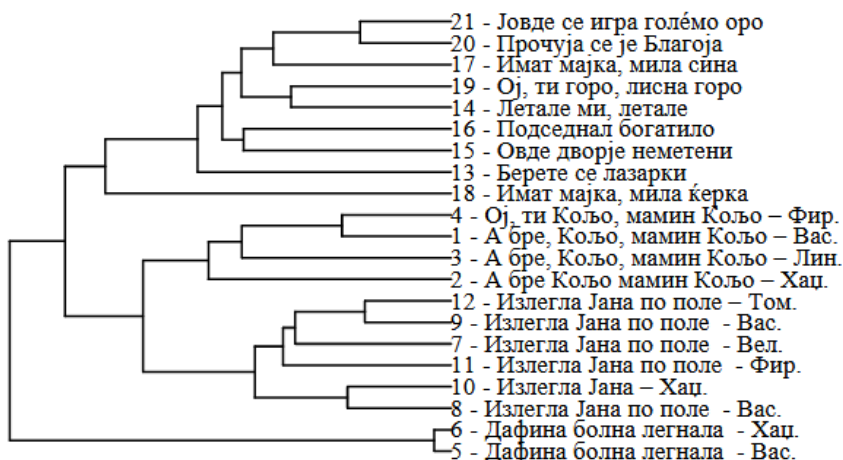 21 - Јовде се игра голе́мо оро
20 - Прочуја се је Благоја
17 - Имат мајка, мила сина
19 - Ој, ти горо, лисна горо
14 - Летале ми, летале
16 - Подседнал богатило
15 - Овде дворје неметени
13 - Берете се лазарки
18 - Имат мајка, мила ќерка
4 - Ој, ти Кољо, мамин Кољо – Фир.
1 - А бре, Кољо, мамин Кољо – Вас.
3 - А бре, Кољо, мамин Кољо – Лин.
2 - А бре Кољо мамин Кољо – Хаџ.
12 - Излегла Јана по поле – Том.
9 - Излегла Јана по поле - Вас.
7 - Излегла Јана по поле - Вел.
11 - Излегла Јана по поле - Фир.
10 - Излегла Јана – Хаџ.
8 - Излегла Јана по поле - Вас.
6 - Дафина болна легнала - Хаџ.
5 - Дафина болна легнала - Вас.